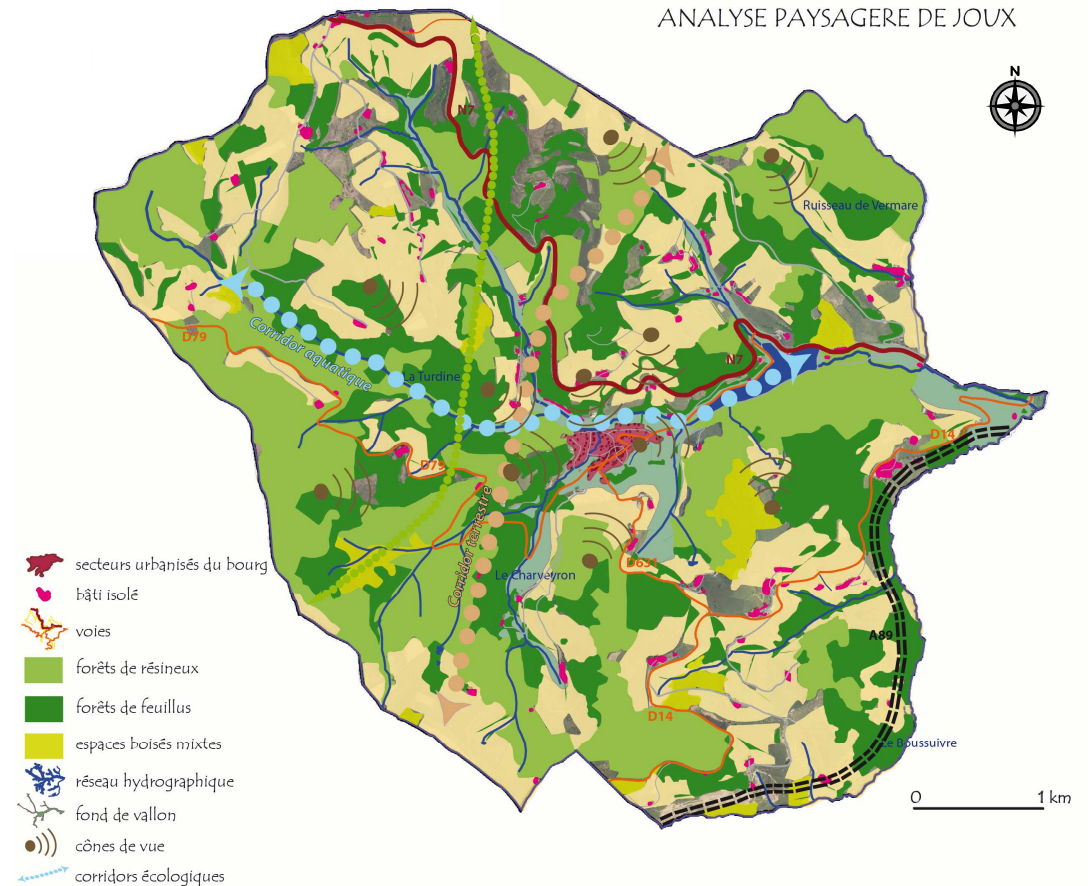 ANALYSE PAYSAGERE DE JOUX
N
N7
Ruisseau de Vermare
D79
Corridor aquatique
La Turdine
N7
D14
D79
Corridor terrestre
Le Charveyron
D631
A89
D14
Le Boussuivre
0 1 km
secteurs urbanisés du bourg
bâti isolé
voies
forêts de résineux
forêts de feuillus
espaces boisés mixtes
réseau hydrographique
fond de vallon
cônes de vue
corridors écologiques